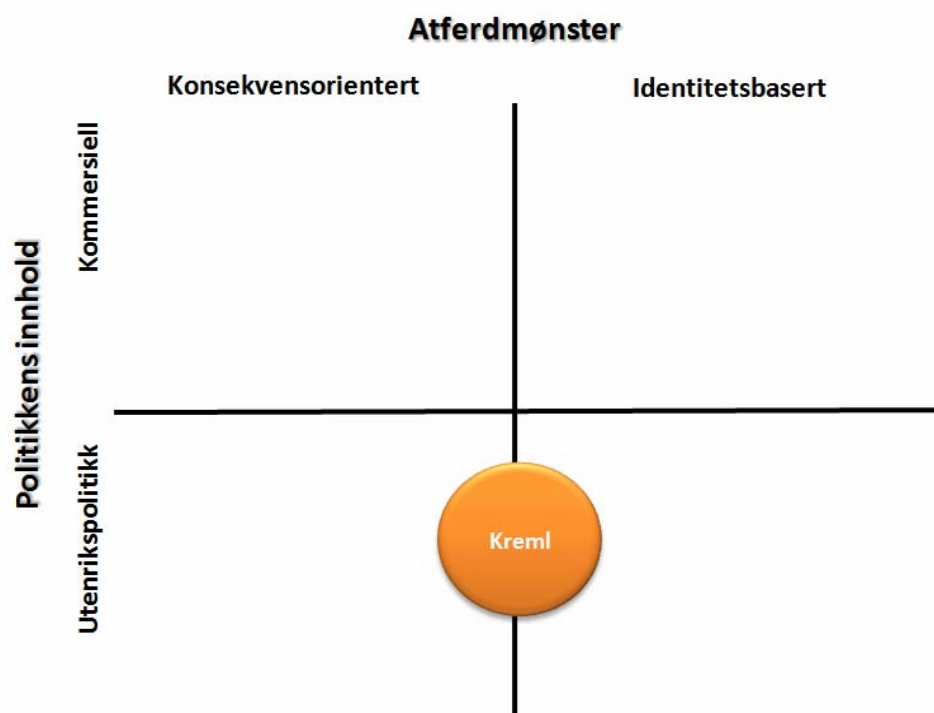 Atferdmønster
Konsekvensorientert
Identitetsbasert
Politikkens innhold
Kommersiell
Utenrikspolitikk
Kreml